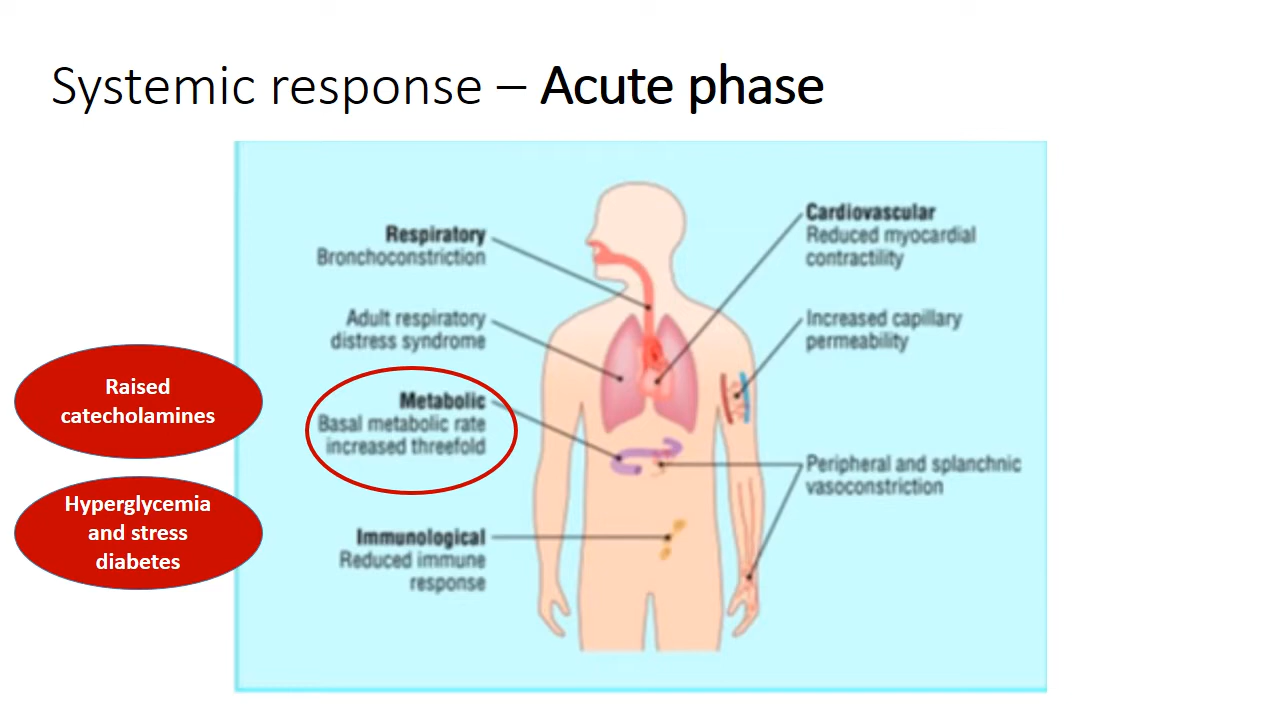 Systemic response – Acute phase
Respiratory
Bronchoconstriction
Adult respiratory
distress syndrome
Metabolic
Basal metabolic rate
increased threefold
Immunological
Reduced immune
response
Cardiovascular
Reduced myocardial
contractility
Increased capillary
permeability
Peripheral and splanchnic
vasoconstriction
Raised
catecholamines
Hyperglycemia
and stress
diabetes